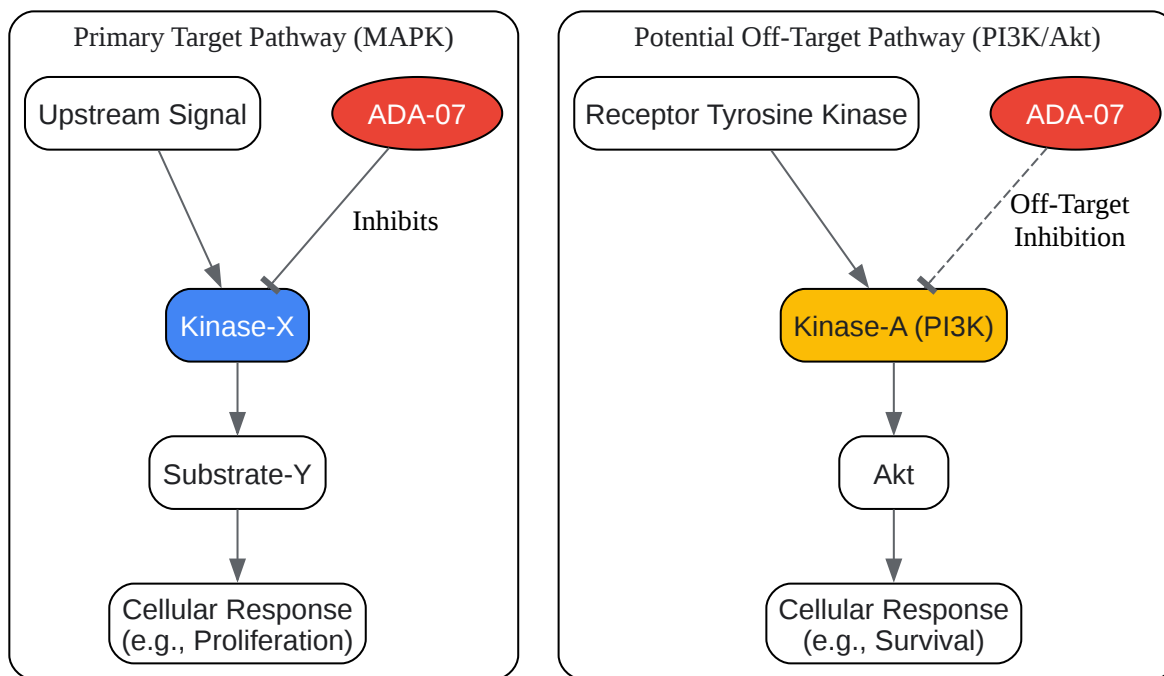 Primary Target Pathway (MAPK)
Upstream Signal
ADA-07
Inhibits
Kinase-X
Substrate-Y
Cellular Response
(e.g., Proliferation)
Potential Off-Target Pathway (PI3K/Akt)
Receptor Tyrosine Kinase
ADA-07
Off-Target
Inhibition
Kinase-A (PI3K)
Akt
Cellular Response
(e.g., Survival)